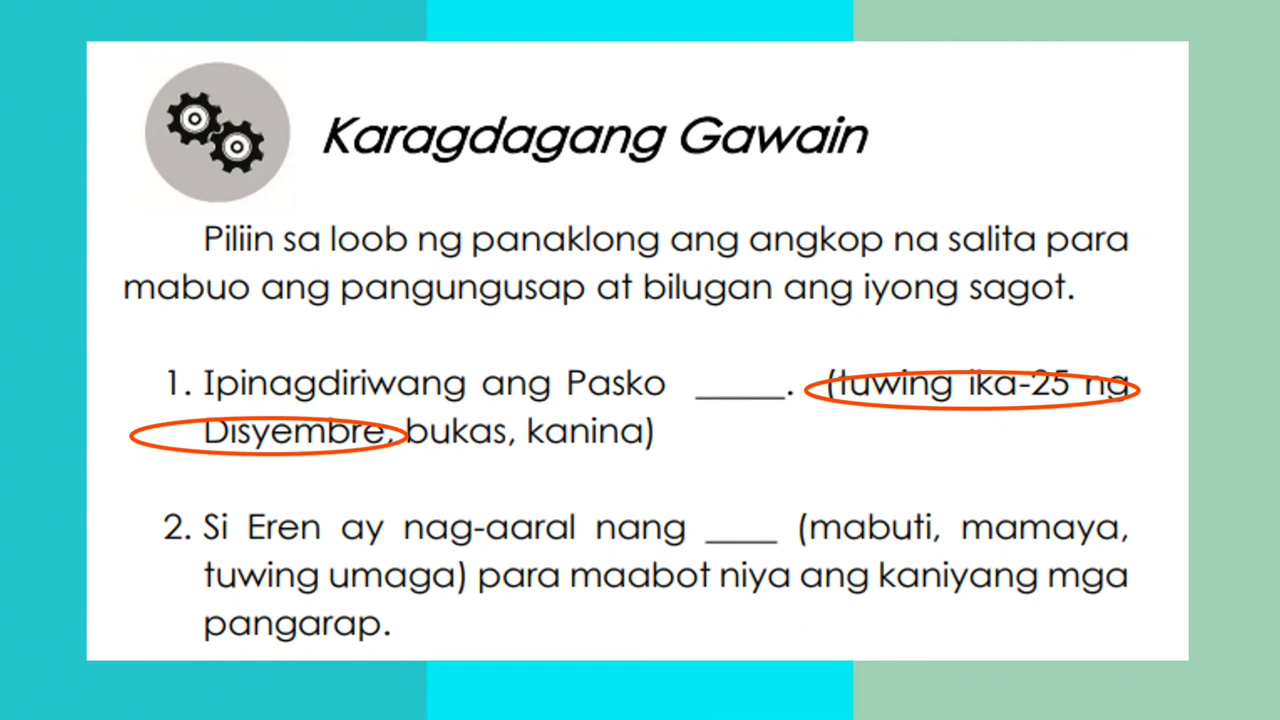 Karagdagang Gawain
Piliin sa loob ng panaklong ang angkop na salita para
mabuo ang pangungusap at bilugan ang iyong sagot.
1. Ipinagdiriwang ang Pasko _____. (tuwing ika-25 ng
Disyembre, bukas, kanina)
2. Si Eren ay nag-aaral nang ____ (mabuti, mamaya,
tuwing umaga) para maabot niya ang kaniyang mga
pangarap.